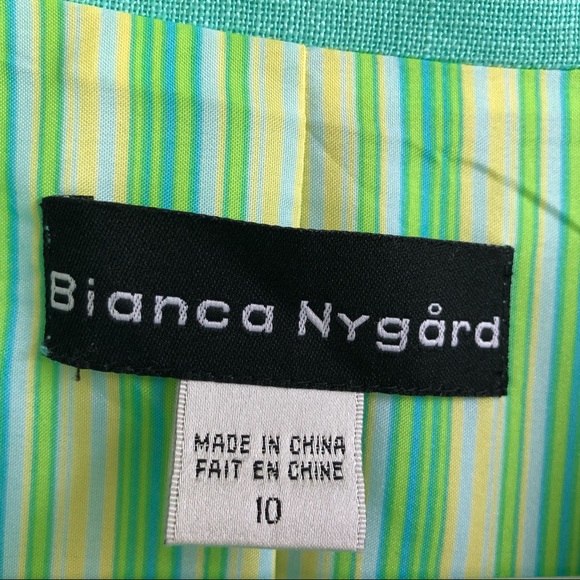 Bianca Nygård
MADE IN CHINA
FAIT EN CHINE
10